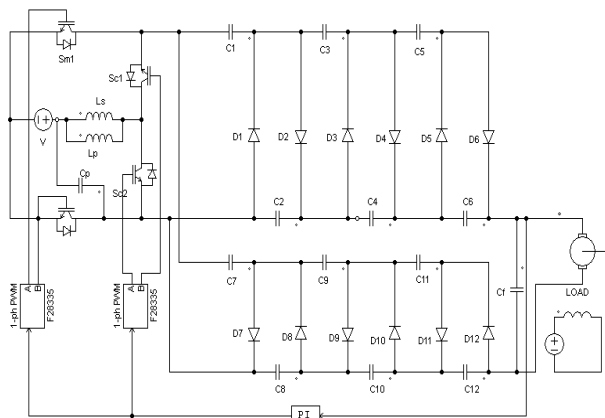 C1
C3
C5
Sm1
Sc1
Ls
V
Lp
D1
D2
D3
D4
D5
D6
Cp
Sc2
C2
C4
C6
A
B
1-ph PWM
F28335
A
B
1-ph PWM
F28335
C7
C9
C11
Cf
LOAD
D7
D8
D9
D10
D11
D12
C8
C10
C12
PI